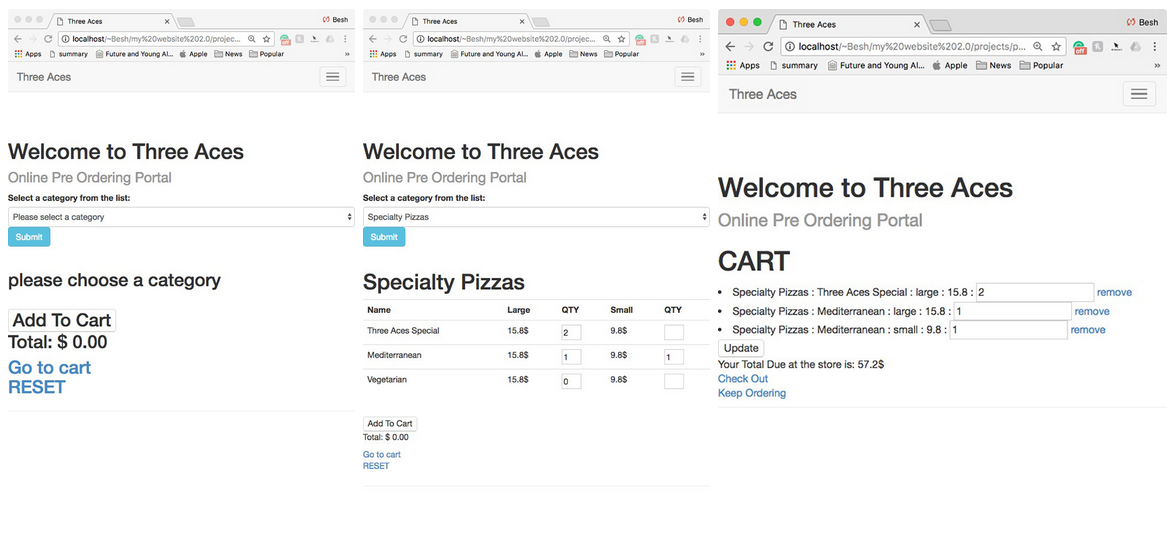 Three Aces
Besh
localhost/~Besh/my%20website%202.0/projec...
Apps summary Future and Young Al... Apple News Popular »
Three Aces
Welcome to Three Aces
Online Pre Ordering Portal
Select a category from the list:
Please select a category
Submit
please choose a category
Add To Cart
Total: $ 0.00
Go to cart
RESET
Three Aces
Besh
localhost/~Besh/my%20website%202.0/projec...
off
Apps summary Future and Young Al... Apple News Popular »
Three Aces
Welcome to Three Aces
Online Pre Ordering Portal
Select a category from the list:
Specialty Pizzas
Submit
Specialty Pizzas
Name Large QTY Small QTY
Three Aces Special 15.8$ 2 9.8$
Mediterranean 15.8$ 1 9.8$ 1
Vegetarian 15.8$ 0 9.8$
Add To Cart
Total: $ 0.00
Go to cart
RESET
Three Aces
Besh
localhost/~Besh/my%20website%202.0/projects/p...
off
Apps summary Future and Young Al... Apple News Popular »
Three Aces
Welcome to Three Aces
Online Pre Ordering Portal
CART
• Specialty Pizzas : Three Aces Special : large : 15.8 : 2 remove
• Specialty Pizzas : Mediterranean : large : 15.8 : 1 remove
• Specialty Pizzas : Mediterranean : small : 9.8 : 1 remove
Update
Your Total Due at the store is: 57.2$
Check Out
Keep Ordering